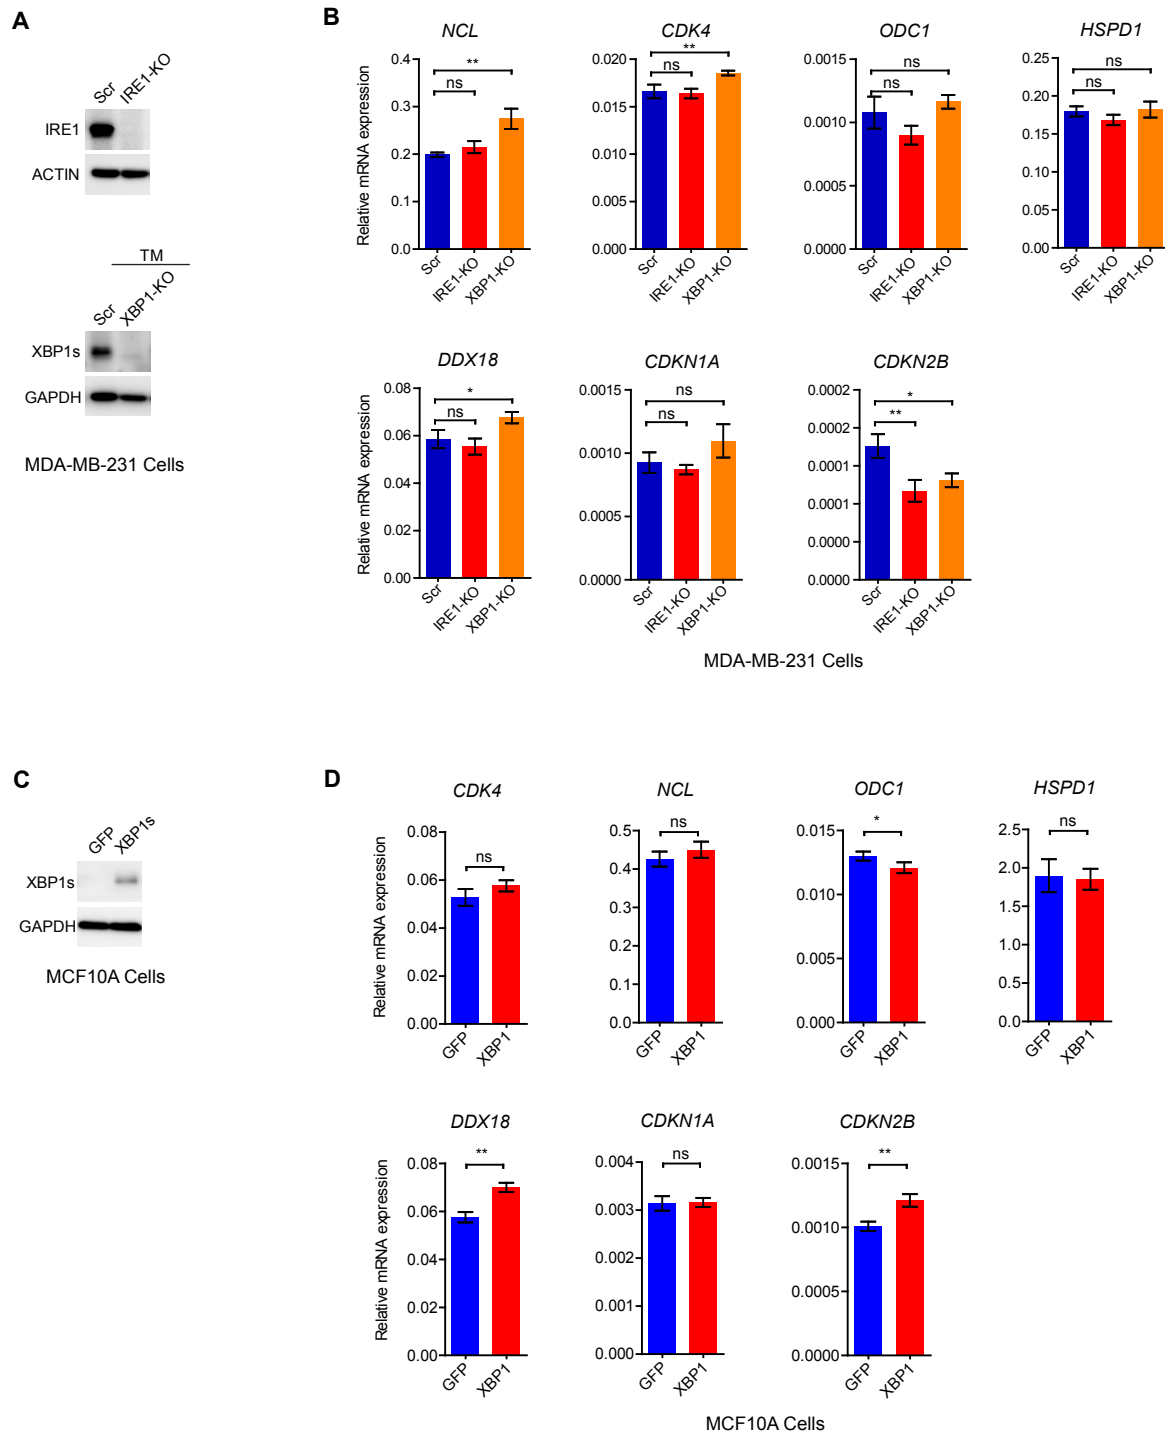 A
Scr
IRE1-KO
IRE1
ACTIN
TM
Scr
XBP1-KO
XBP1s
GAPDH
MDA-MB-231 Cells
B
NCL
Relative mRNA expression
0.4
0.3
0.2
0.1
0.0
**
ns
Scr
IRE1-KO
XBP1-KO
CDK4
0.020
0.015
0.010
0.005
0.000
**
ns
Scr
IRE1-KO
XBP1-KO
ODC1
0.0015
0.0010
0.0005
0.0000
ns
ns
Scr
IRE1-KO
XBP1-KO
HSPD1
0.25
0.20
0.15
0.10
0.05
0.00
ns
ns
Scr
IRE1-KO
XBP1-KO
DDX18
Relative mRNA expression
0.08
0.06
0.04
0.02
0.00
*
ns
Scr
IRE1-KO
XBP1-KO
CDKN1A
0.0015
0.0010
0.0005
0.0000
ns
ns
Scr
IRE1-KO
XBP1-KO
CDKN2B
0.0002
0.0002
0.0001
0.0001
0.0000
0.0000
*
**
Scr
IRE1-KO
XBP1-KO
MDA-MB-231 Cells
C
GFP
XBP1s
XBP1s
GAPDH
MCF10A Cells
D
CDK4
Relative mRNA expression
0.08
0.06
0.04
0.02
0.00
ns
GFP
XBP1
NCL
0.5
0.4
0.3
0.2
0.1
0.0
ns
GFP
XBP1
ODC1
0.015
0.010
0.005
0.000
*
GFP
XBP1
HSPD1
2.5
2.0
1.5
1.0
0.5
0.0
ns
GFP
XBP1
DDX18
Relative mRNA expression
0.08
0.06
0.04
0.02
0.00
**
GFP
XBP1
CDKN1A
0.004
0.003
0.002
0.001
0.000
ns
GFP
XBP1
CDKN2B
0.0015
0.0010
0.0005
0.0000
**
GFP
XBP1
MCF10A Cells